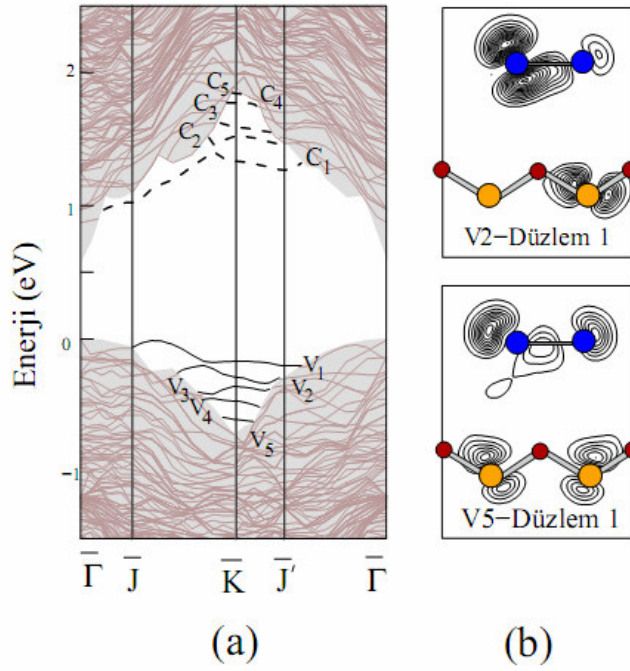 (a)
Enerji (eV)
2
1
0
−1
C5
C3
C4
C2
C1
V1
V3
V2
V4
V5
Γ̅ J̅ K̅ J̅′ Γ̅
(b)
V2−Düzlem 1
V5−Düzlem 1